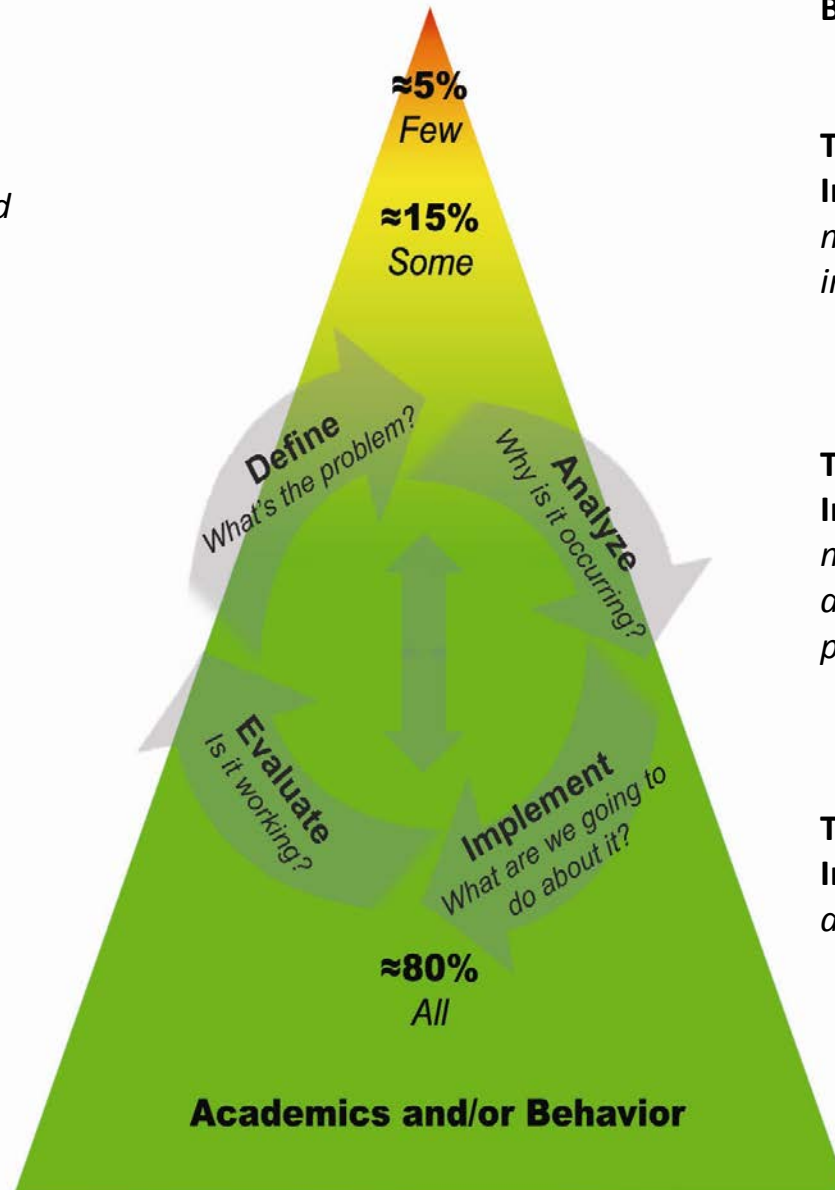 ≈5%
Few
≈15%
Some
Define
What's the problem?
Analyze
Why is it occurring?
Evaluate
Is it working?
Implement
What are we going to
do about it?
≈80%
All
Academics and/or Behavior